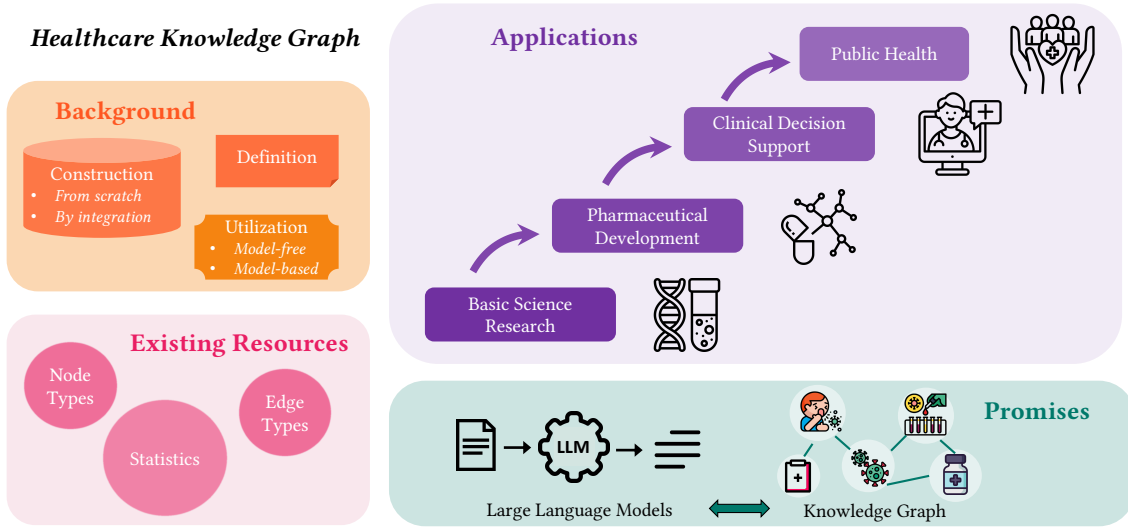 Healthcare Knowledge Graph
Background
Construction
• From scratch
• By integration
Definition
Utilization
• Model-free
• Model-based
Existing Resources
Node
Types
Statistics
Edge
Types
Applications
Public Health
Clinical Decision
Support
Pharmaceutical
Development
Basic Science
Research
Promises
LLM
Large Language Models
Knowledge Graph